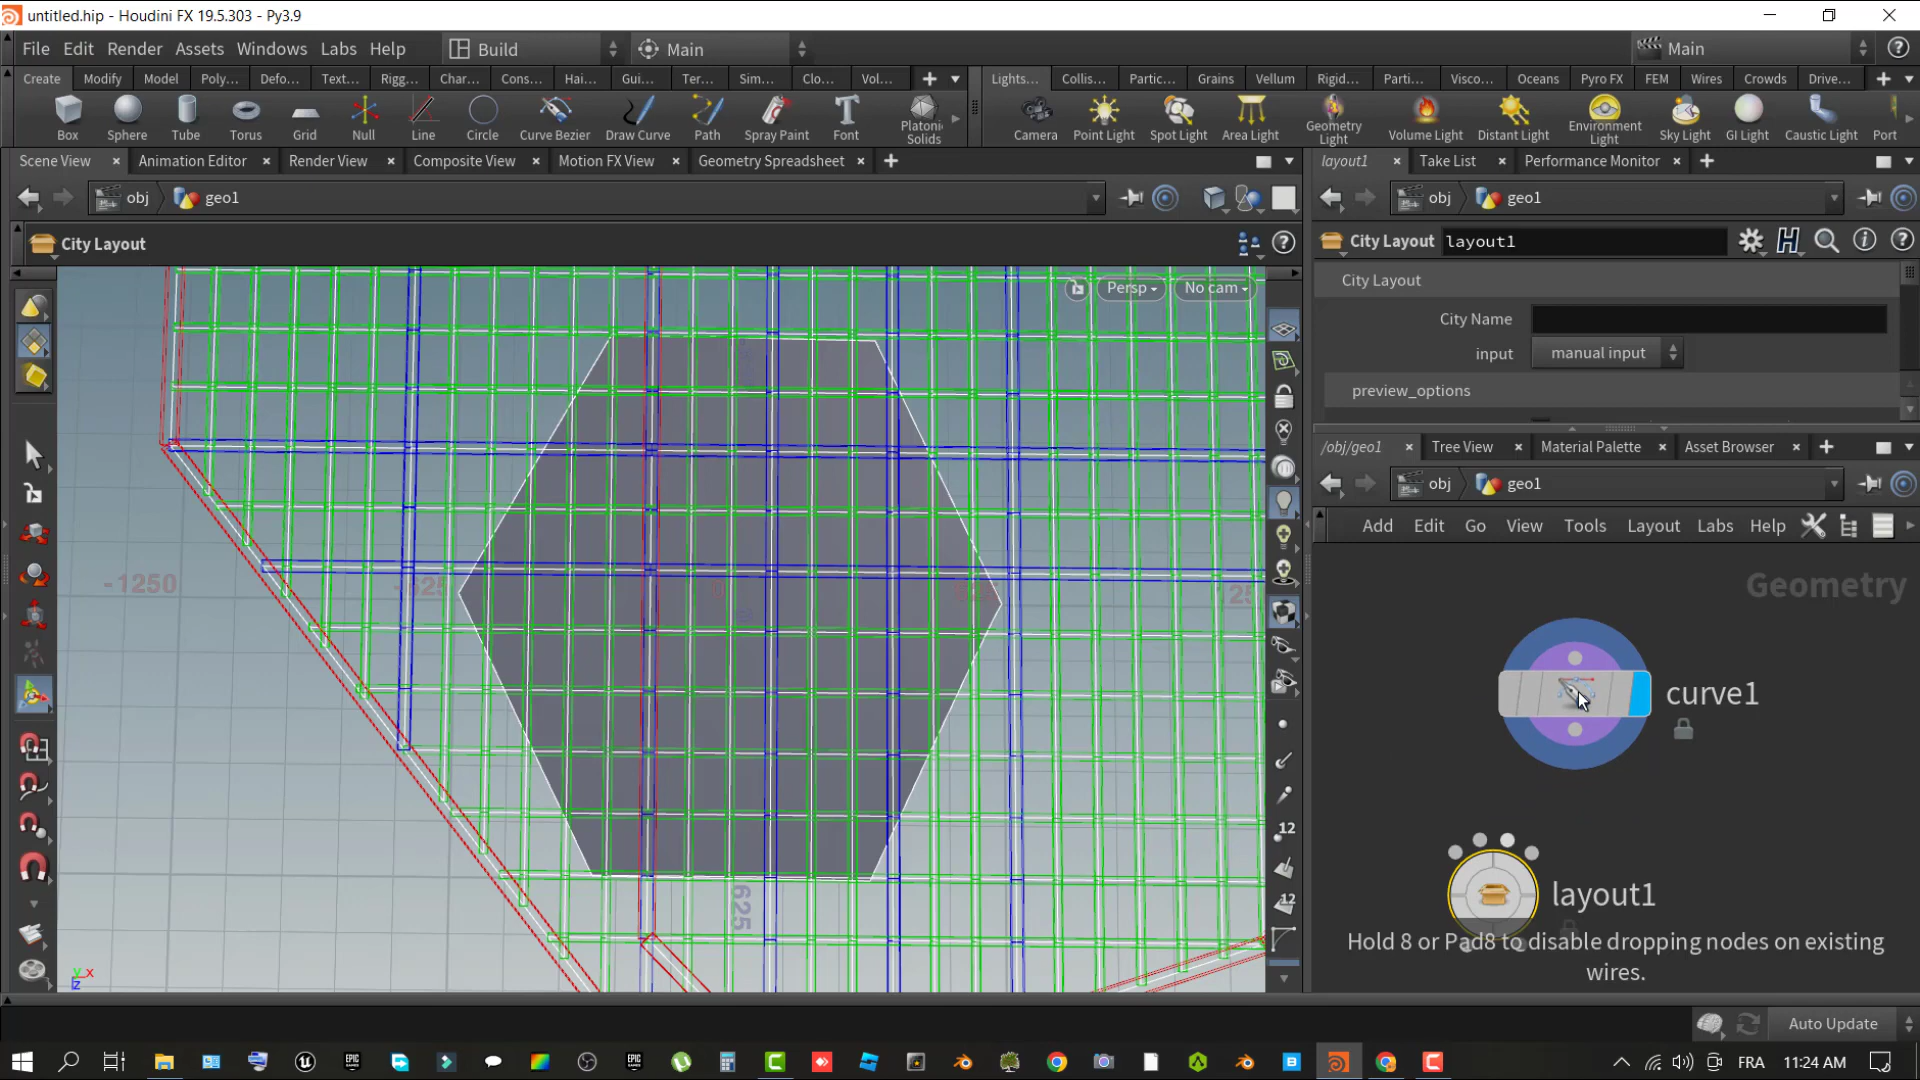 untitled.hip - Houdini FX 19.5.303 - Py3.9
File Edit Render Assets Windows Labs Help Build Main Main
Create Modify Model Poly... Defo... Text... Rigg... Char... Cons... Hai... Gui... Ter... Sim... Clo... Vol...
Lights... Collis... Partic... Grains Vellum Rigid... Parti... Visco... Oceans Pyro FX FEM Wires Crowds Drive...
Box Sphere Tube Torus Grid Null Line Circle Curve Bezier Draw Curve Path Spray Paint Font Platonic Solids
Camera Point Light Spot Light Area Light Geometry Light Volume Light Distant Light Environment Light Sky Light GI Light Caustic Light Port
Scene View Animation Editor Render View Composite View Motion FX View Geometry Spreadsheet
layout1 Take List Performance Monitor
obj geo1
obj geo1
City Layout
City Layout layout1
Persp No cam
City Layout
City Name
input manual input
preview_options
/obj/geo1 Tree View Material Palette Asset Browser
obj geo1
Add Edit Go View Tools Layout Labs Help
Geometry
-1250
625
12
12
curve1
layout1
Hold 8 or Pad8 to disable dropping nodes on existing
wires.
Auto Update
FRA 11:24 AM